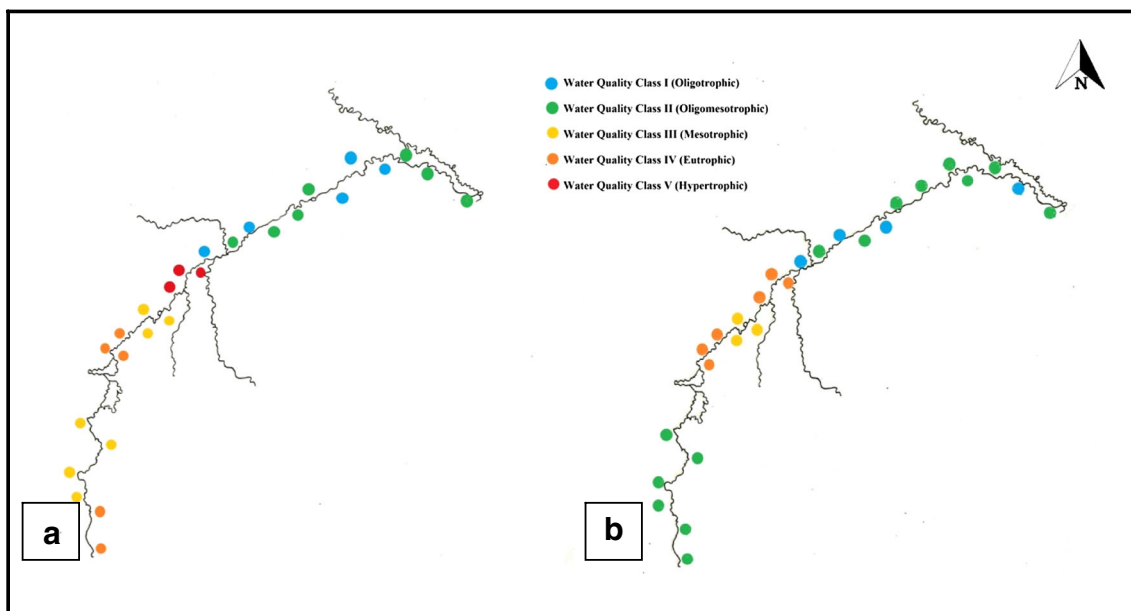 Water Quality Class I (Oligotrophic)
Water Quality Class II (Oligomesotrophic)
Water Quality Class III (Mesotrophic)
Water Quality Class IV (Eutrophic)
Water Quality Class V (Hypertrophic)
N
a
b